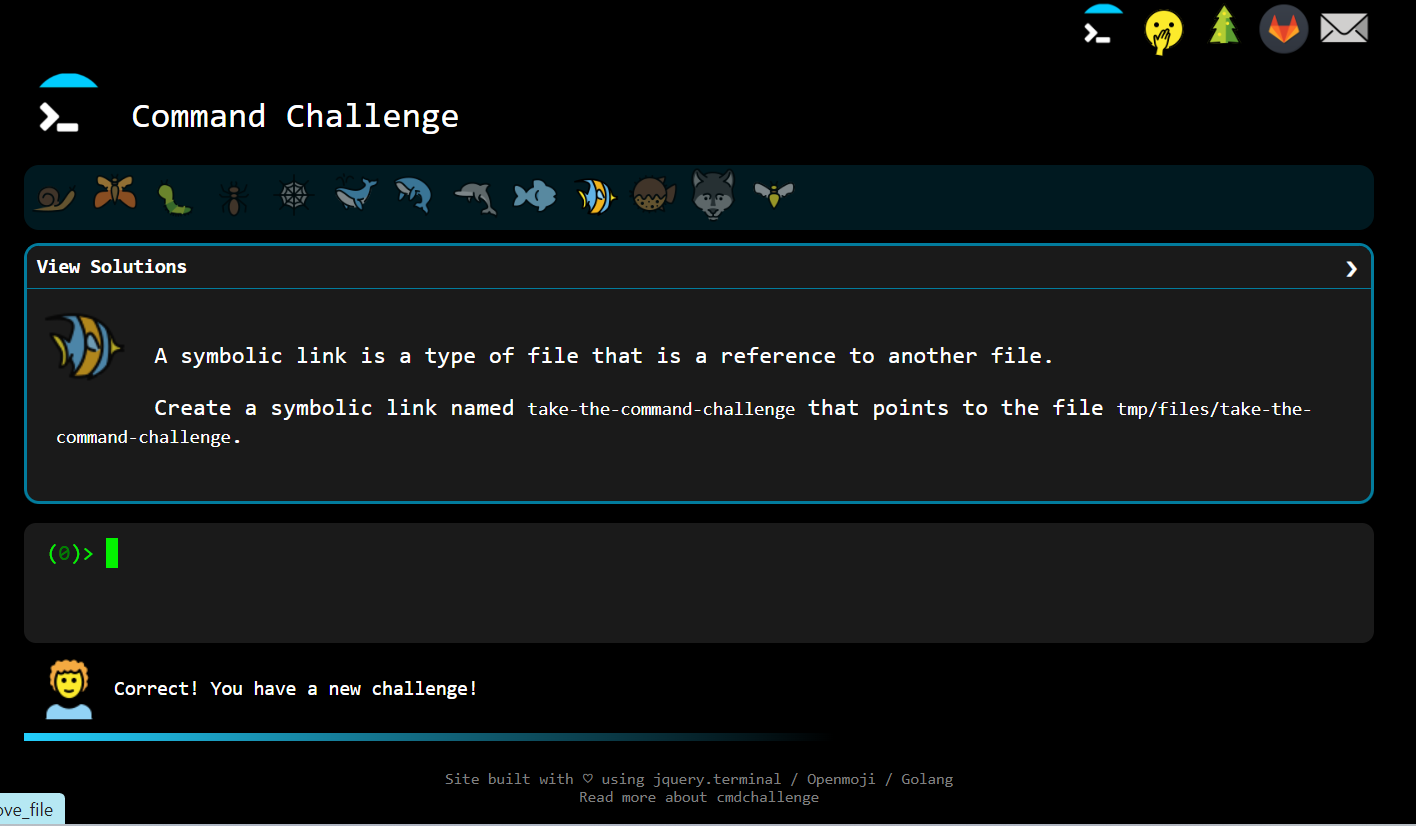 Command Challenge
View Solutions
A symbolic link is a type of file that is a reference to another file.
Create a symbolic link named take-the-command-challenge that points to the file tmp/files/take-the-
command-challenge.
(0)>
Correct! You have a new challenge!
Site built with ♡ using jquery.terminal / Openmoji / Golang
Read more about cmdchallenge
ove_file